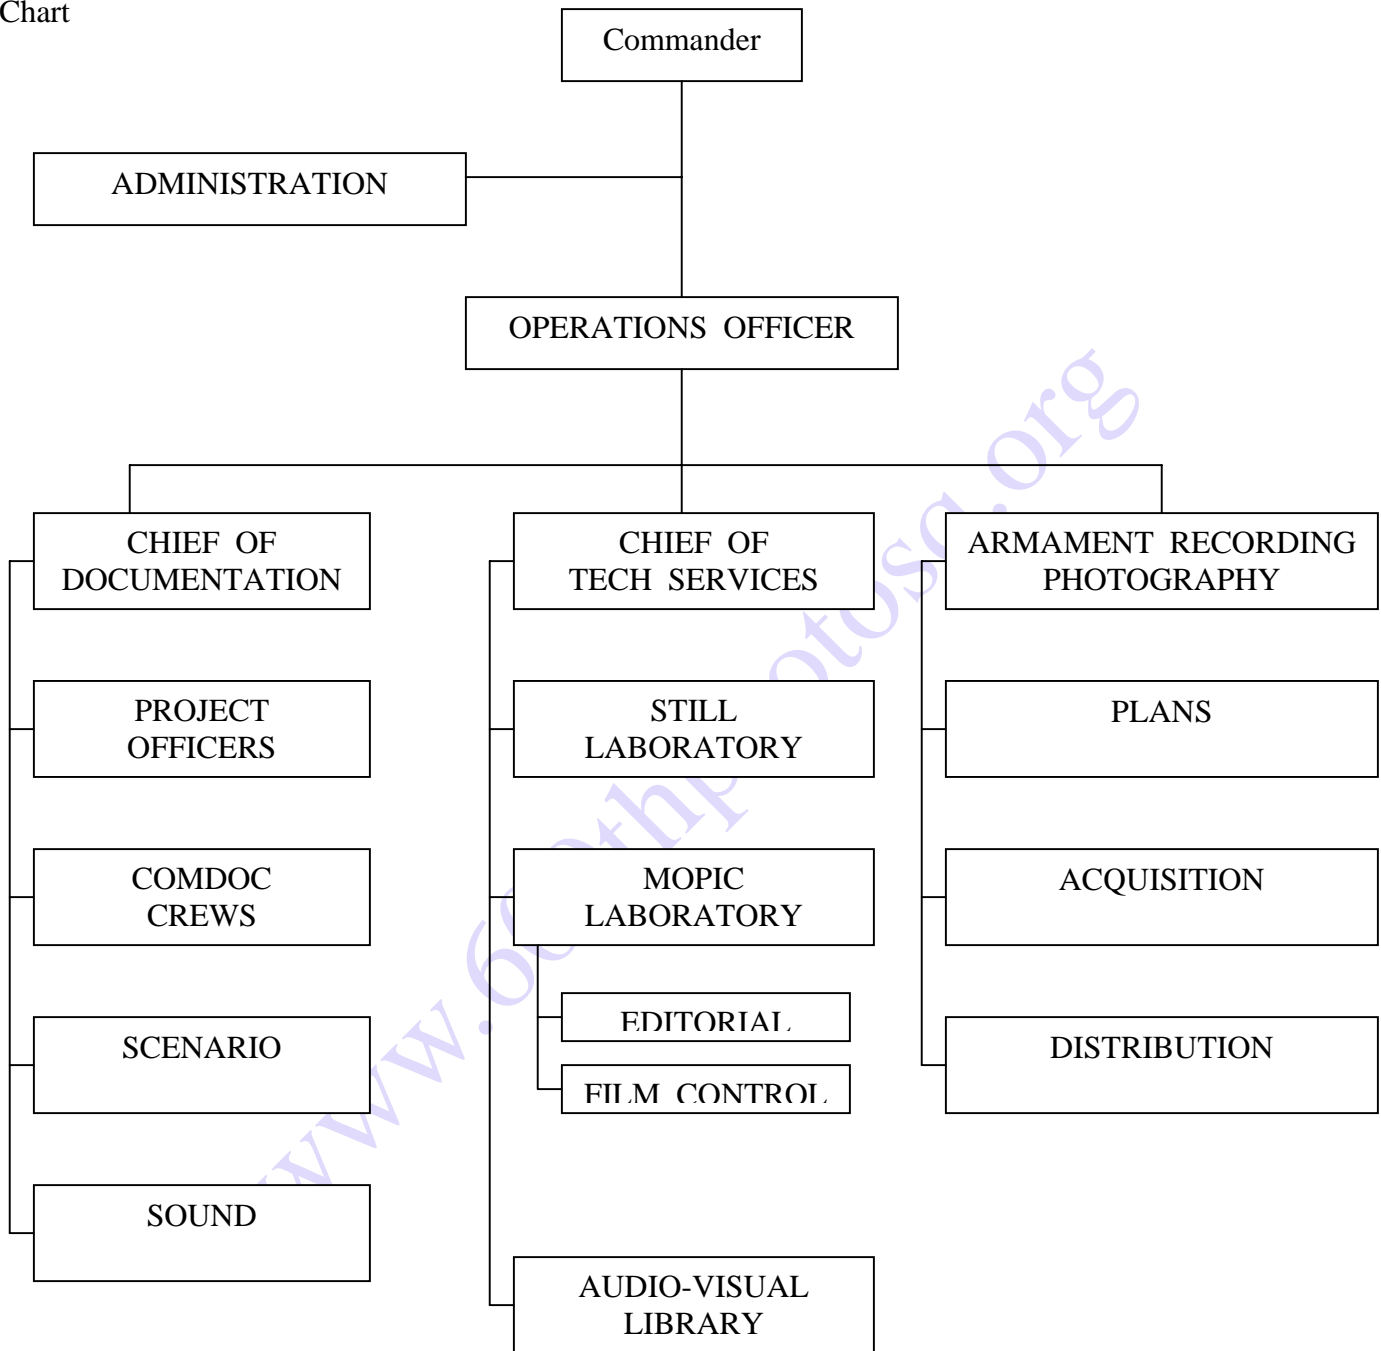 Chart
Commander
ADMINISTRATION
OPERATIONS OFFICER
CHIEF OF
DOCUMENTATION
CHIEF OF
TECH SERVICES
ARMAMENT RECORDING
PHOTOGRAPHY
PROJECT
OFFICERS
STILL
LABORATORY
PLANS
COMDOC
CREWS
MOPIC
LABORATORY
ACQUISITION
EDITORIAL
FILM CONTROL
SCENARIO
DISTRIBUTION
SOUND
AUDIO-VISUAL
LIBRARY